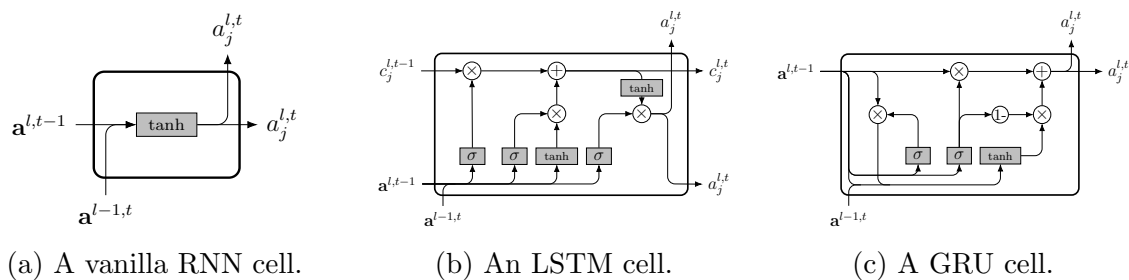 a_j^{l,t}
tanh
a^{l,t−1}
a_j^{l,t}
a^{l−1,t}
(a) A vanilla RNN cell.
a_j^{l,t}
c_j^{l,t−1} × + c_j^{l,t}
tanh
× ×
σ σ tanh σ
a^{l,t−1} a_j^{l,t}
a^{l−1,t}
(b) An LSTM cell.
a_j^{l,t}
a^{l,t−1} × + a_j^{l,t}
× 1- ×
σ σ tanh
a^{l−1,t}
(c) A GRU cell.